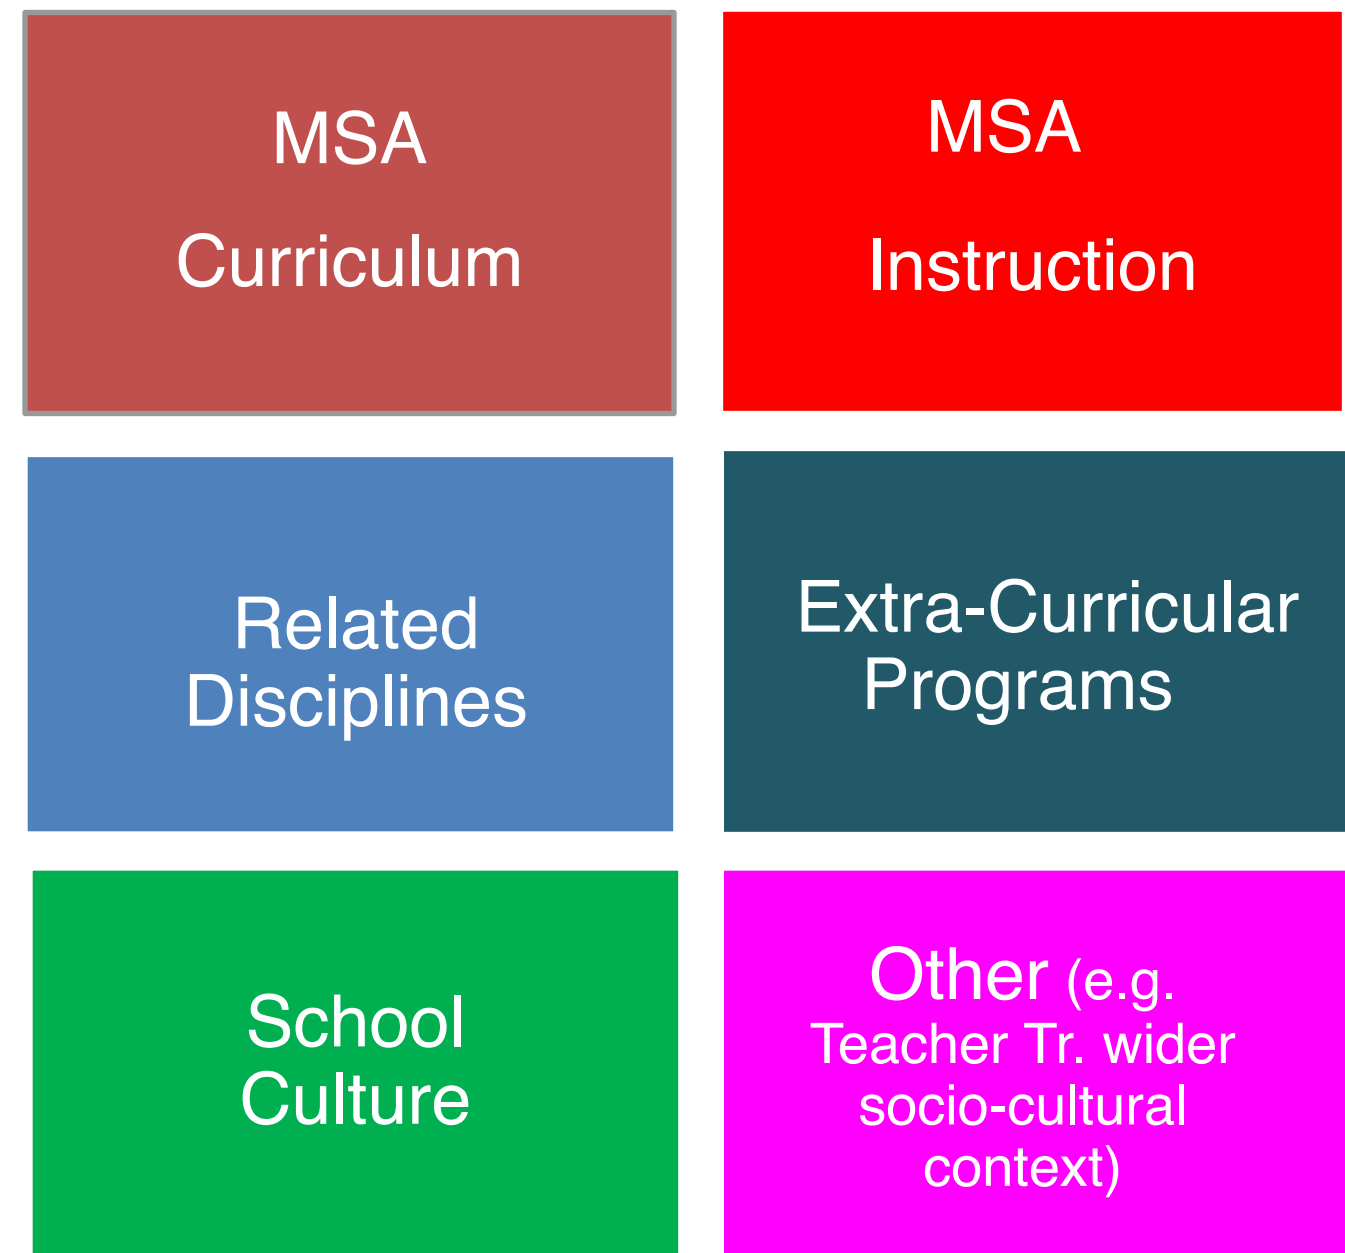 MSA
Curriculum
MSA
Instruction
Related
Disciplines
Extra-Curricular
Programs
School
Culture
Other (e.g.
Teacher Tr. wider
socio-cultural
context)